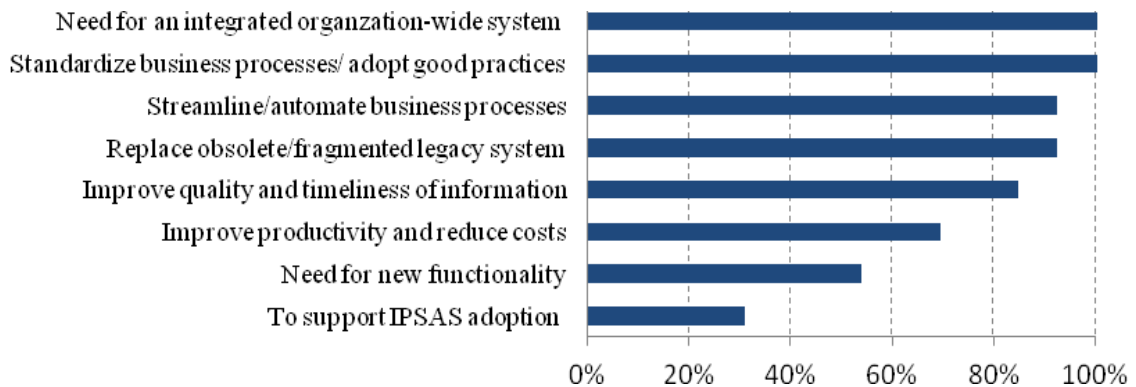 Need for an integrated organzation-wide system
Standardize business processes/ adopt good practices
Streamline/automate business processes
Replace obsolete/fragmented legacy system
Improve quality and timeliness of information
Improve productivity and reduce costs
Need for new functionality
To support IPSAS adoption
0% 20% 40% 60% 80% 100%